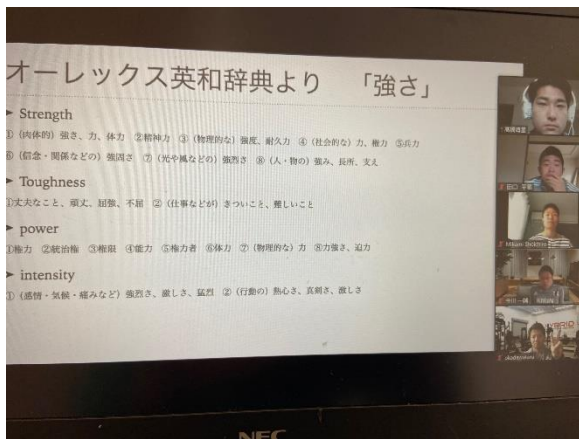 オーレックス英和辞典より 「強さ」
Strength
①（肉体的）強さ、力、体力 ②精神力 ③（物理的な）強度、耐久力 ④（社会的な）力、権力 ⑤兵力
⑥（信念・関係などの）強固さ ⑦（光や風などの）強烈さ ⑧（人・物の）強み、長所、支え
Toughness
①丈夫なこと、頑丈、屈強、不屈 ②（仕事などが）きついこと、難しいこと
power
①権力 ②統治権 ③権限 ④能力 ⑤権力者 ⑥体力 ⑦（物理的な）力 ⑧力強さ、迫力
intensity
①（感情・気候・痛みなど）強烈さ、激しさ、猛烈 ②（行動の）熱心さ、真剣さ、激しさ
NEC